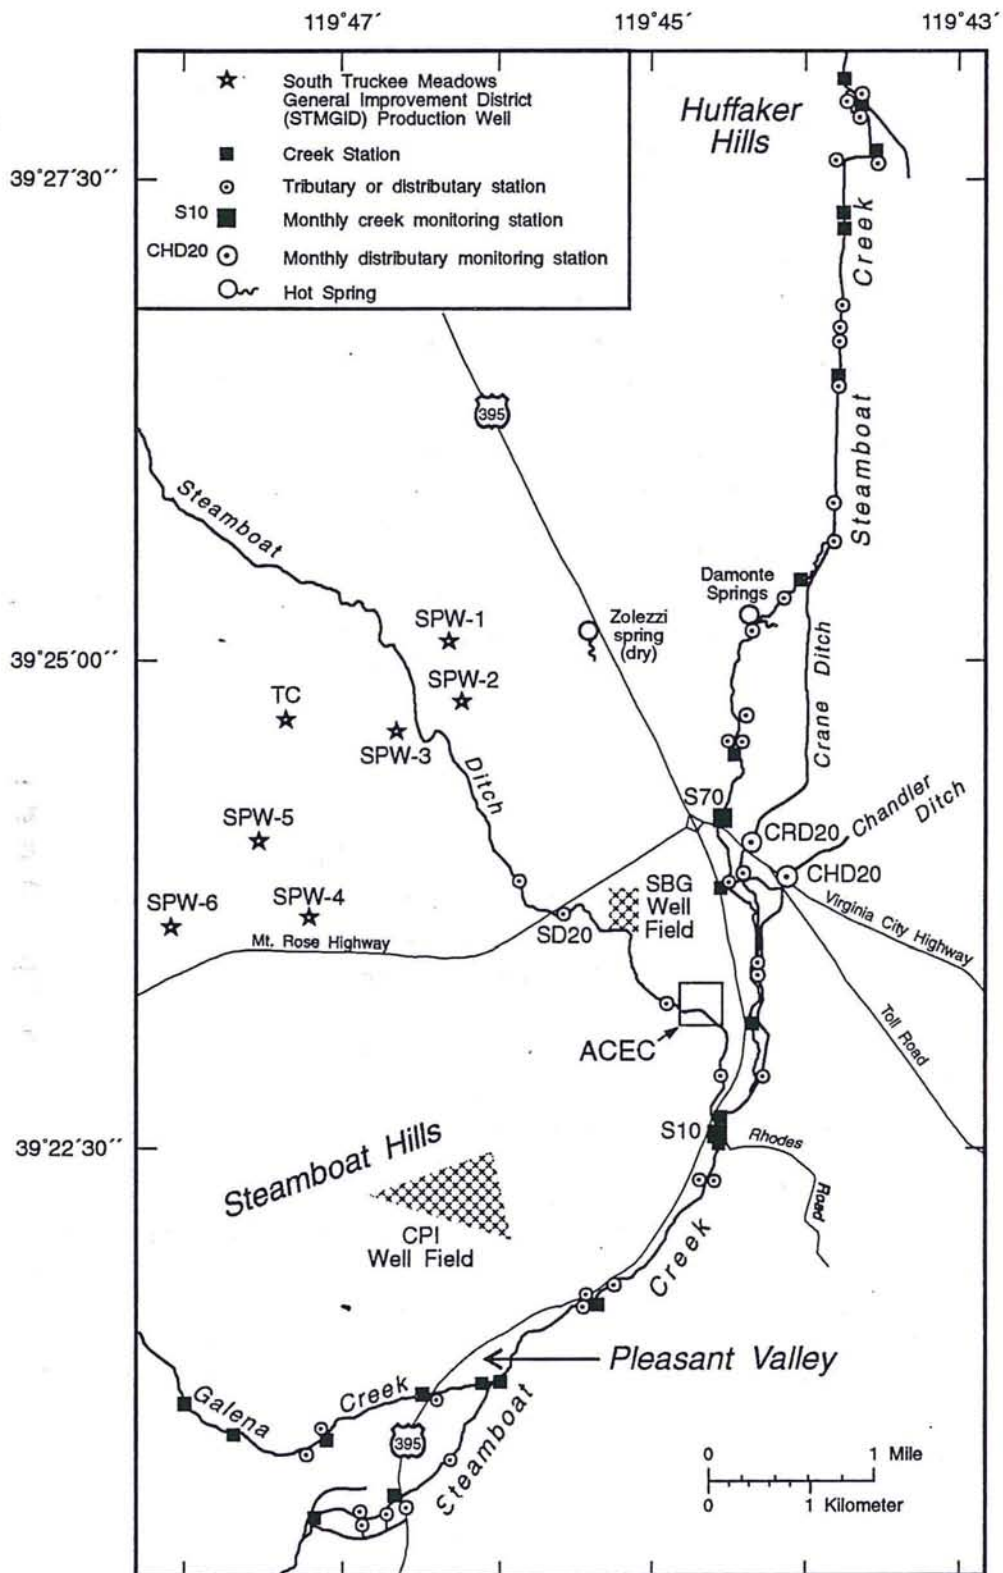 119°47´
119°45´
119°43´
South Truckee Meadows
General Improvement District
(STMGID) Production Well
Creek Station
Tributary or distributary station
S10
Monthly creek monitoring station
CHD20
Monthly distributary monitoring station
Hot Spring
Huffaker
Hills
39°27´30´´
Creek
395
Steamboat
Steamboat
Damonte
Springs
Zolezzi
spring
(dry)
SPW-1
39°25´00´´
SPW-2
TC
SPW-3
Crane Ditch
Ditch
S70
Chandler
Ditch
SPW-5
CRD20
CHD20
SPW-6
SPW-4
SBG
Well
Field
SD20
Virginia City Highway
Mt. Rose Highway
Toll Road
ACEC
S10
Rhodes
Road
39°22´30´´
Steamboat Hills
CPI
Well Field
Creek
Pleasant Valley
Galena
Creek
395
Steamboat
0
1 Mile
0
1 Kilometer